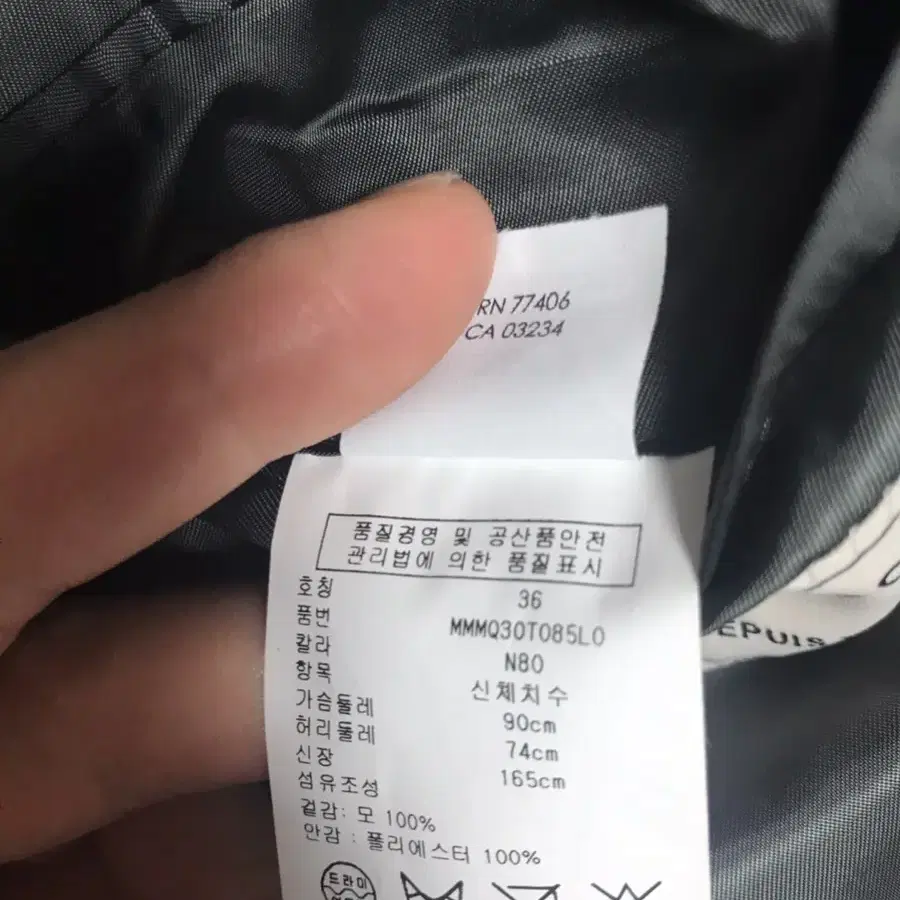 RN 77406
CA 03234
품질경영 및 공산품안전
관리법에 의한 품질표시
호칭 36
품번 MMMQ30T085L0
칼라 N80
항목 신체치수
가슴둘레 90cm
허리둘레 74cm
신장 165cm
섬유조성
겉감: 모 100%
안감 : 폴리에스터 100%
드라이
EPUIS